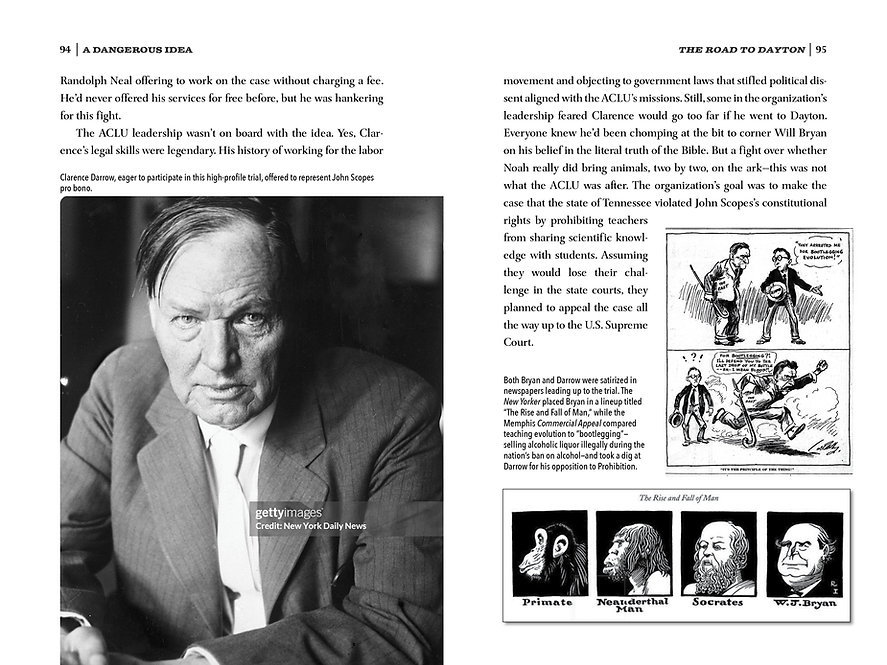 94 | A DANGEROUS IDEA
Randolph Neal offering to work on the case without charging a fee.
He’d never offered his services for free before, but he was hankering
for this fight.
The ACLU leadership wasn’t on board with the idea. Yes, Clar-
ence’s legal skills were legendary. His history of working for the labor
Clarence Darrow, eager to participate in this high-profile trial, offered to represent John Scopes
pro bono.
gettyimages®
Credit: New York Daily News
THE ROAD TO DAYTON | 95
movement and objecting to government laws that stifled political dis-
sent aligned with the ACLU’s missions. Still, some in the organization’s
leadership feared Clarence would go too far if he went to Dayton.
Everyone knew he’d been chomping at the bit to corner Will Bryan
on his belief in the literal truth of the Bible. But a fight over whether
Noah really did bring animals, two by two, on the ark—this was not
what the ACLU was after. The organization’s goal was to make the
case that the state of Tennessee violated John Scopes’s constitutional
rights by prohibiting teachers
from sharing scientific knowl-
edge with students. Assuming
they would lose their chal-
lenge in the state courts, they
planned to appeal the case all
the way up to the U.S. Supreme
Court.
"THEY ARRESTED ME
FOR BOOTLEGGING
EVOLUTION!"
? ! ?
FOR BOOTLEGGING?!
I'LL DEFEND YOU TO THE
LAST DROP OF MY BOTTLE
--ER- I MEAN BLOOD!
"IT'S THE PRINCIPLE OF THE THING!"
Both Bryan and Darrow were satirized in
newspapers leading up to the trial. The
New Yorker placed Bryan in a lineup titled
“The Rise and Fall of Man,” while the
Memphis Commercial Appeal compared
teaching evolution to “bootlegging”—
selling alcoholic liquor illegally during the
nation’s ban on alcohol—and took a dig at
Darrow for his opposition to Prohibition.
The Rise and Fall of Man
Primate
Neanderthal
Man
Socrates
W.J. Bryan
R
I